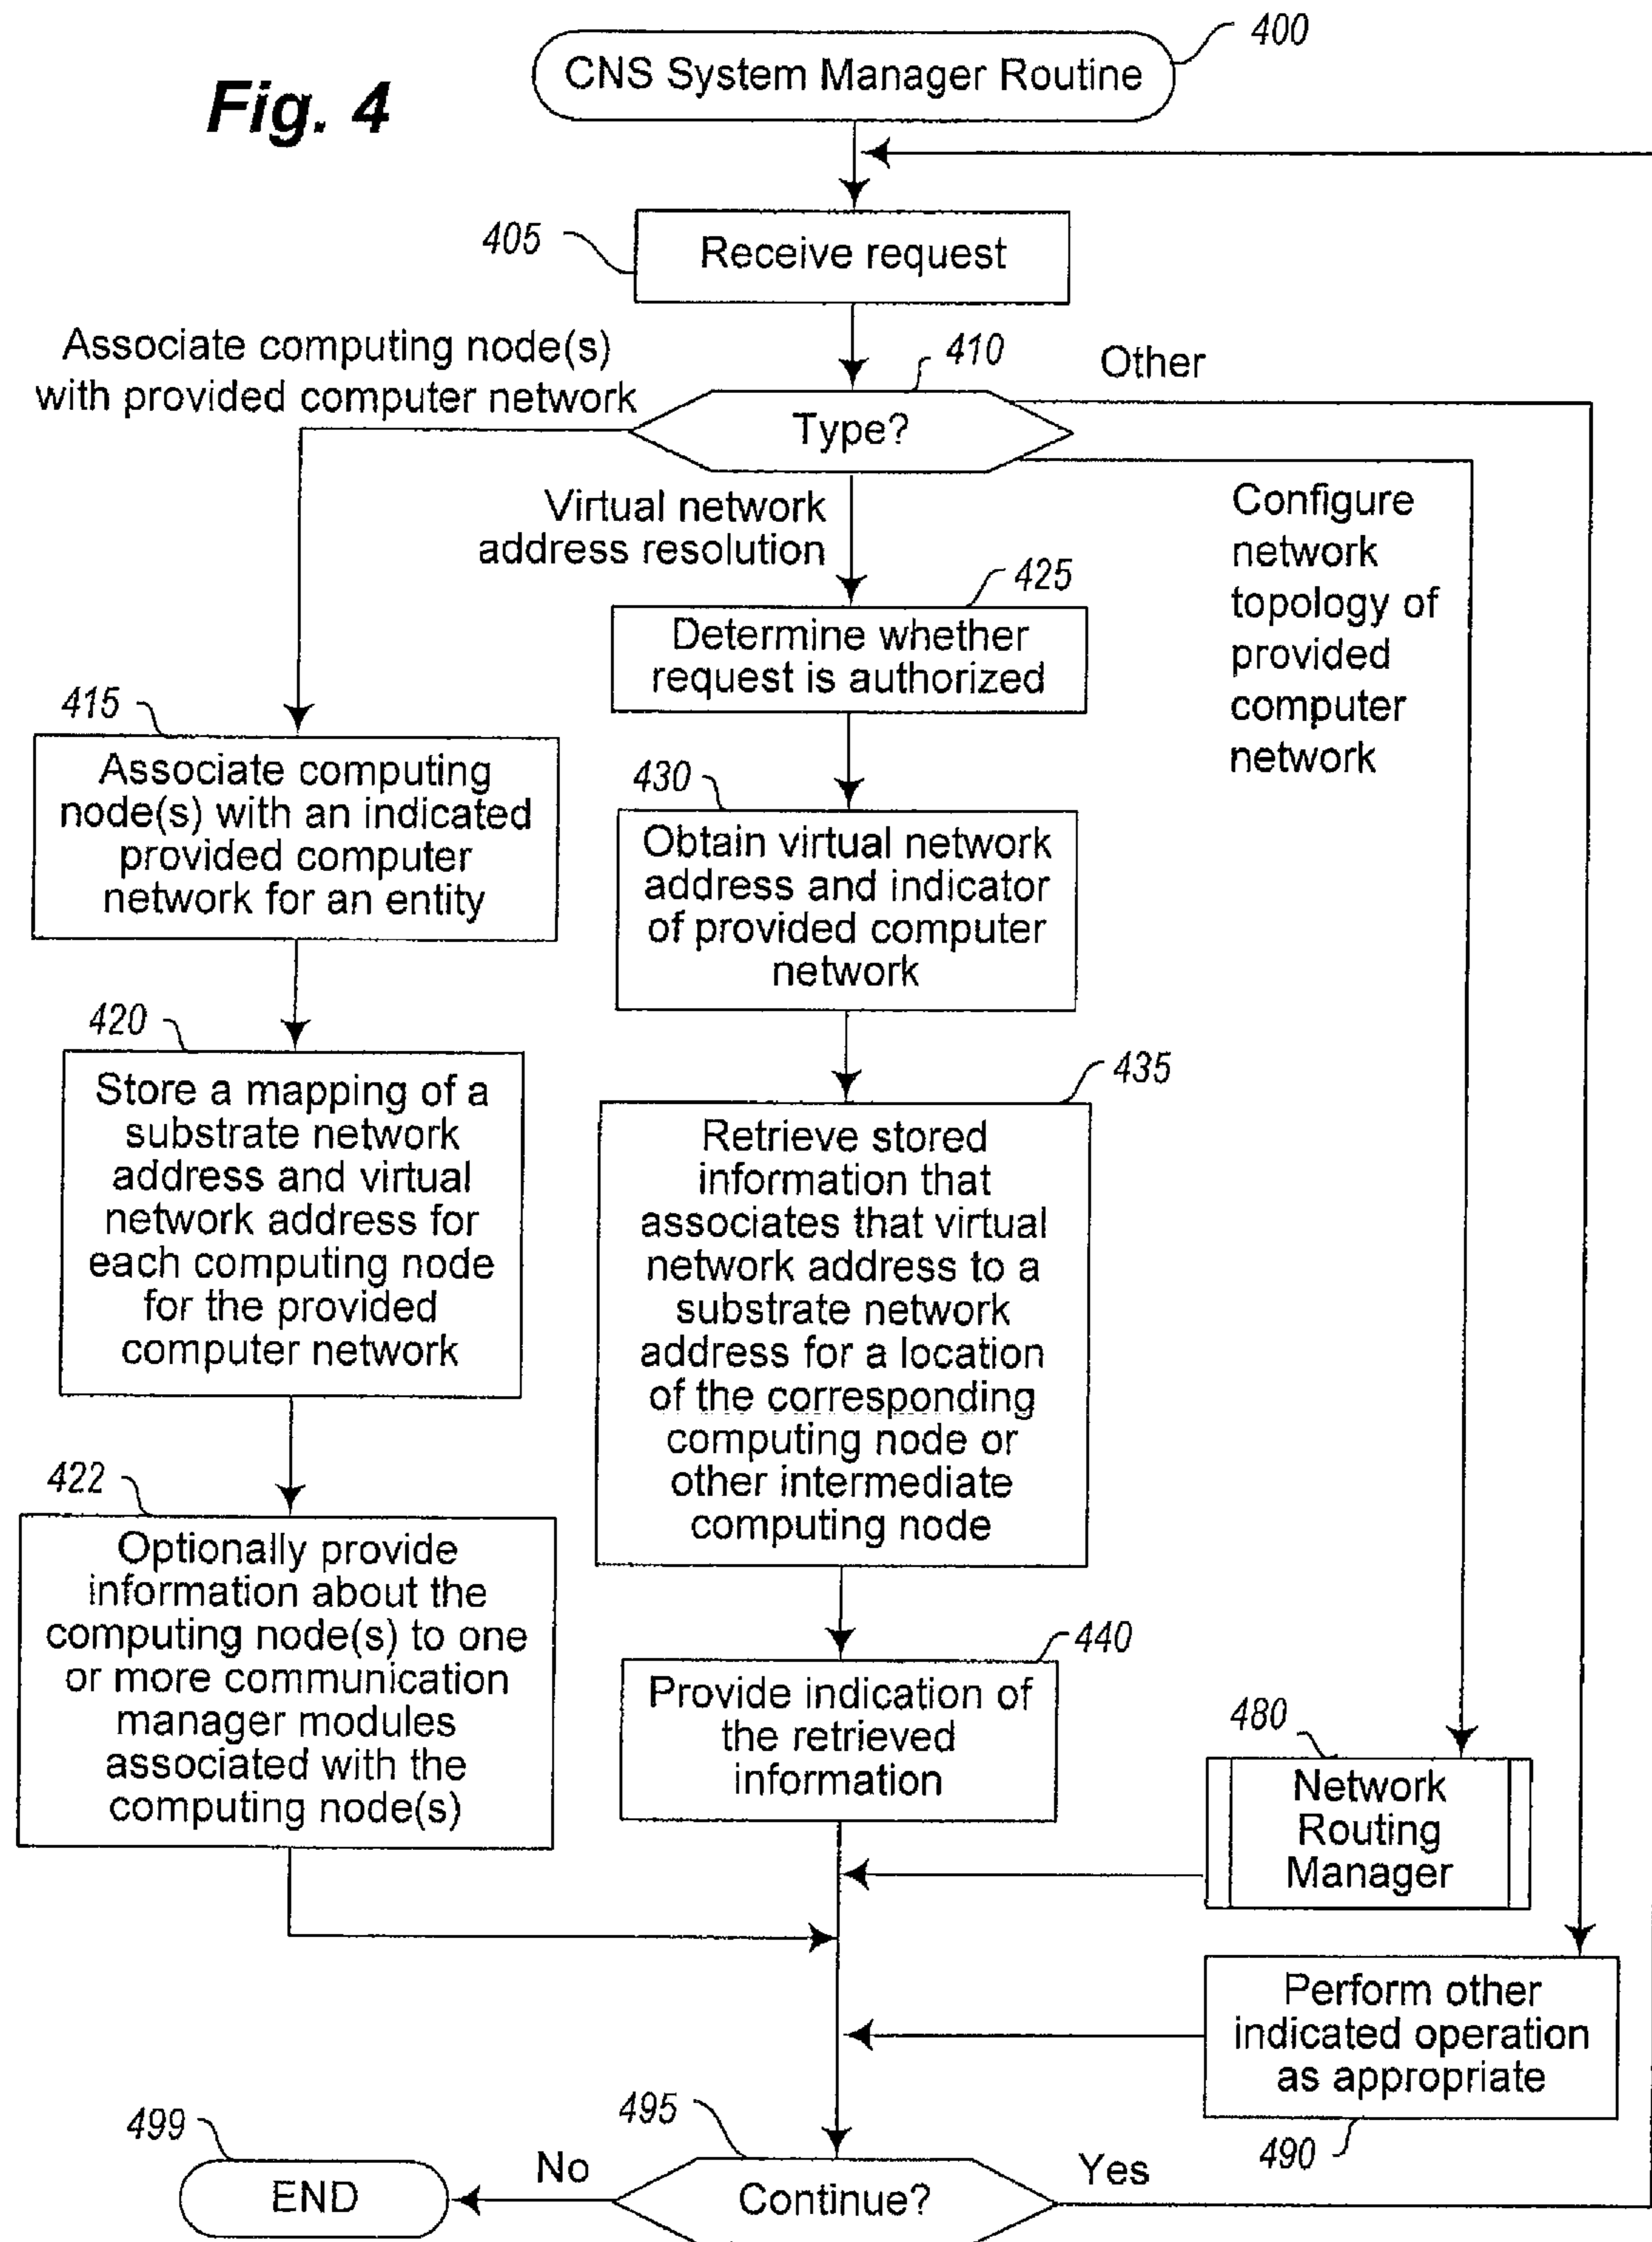 Fig. 4
CNS System Manager Routine
400
405
Receive request
Associate computing node(s)
with provided computer network
410
Type?
Other
Virtual network
address resolution
Configure
network
topology of
provided
computer
network
425
Determine whether
request is authorized
415
Associate computing
node(s) with an indicated
provided computer
network for an entity
430
Obtain virtual network
address and indicator
of provided computer
network
420
Store a mapping of a
substrate network
address and virtual
network address for
each computing node
for the provided
computer network
435
Retrieve stored
information that
associates that virtual
network address to a
substrate network
address for a location
of the corresponding
computing node or
other intermediate
computing node
422
Optionally provide
information about the
computing node(s) to one
or more communication
manager modules
associated with the
computing node(s)
440
Provide indication of
the retrieved
information
480
Network
Routing
Manager
Perform other
indicated operation
as appropriate
490
495
Continue?
Yes
No
499
END